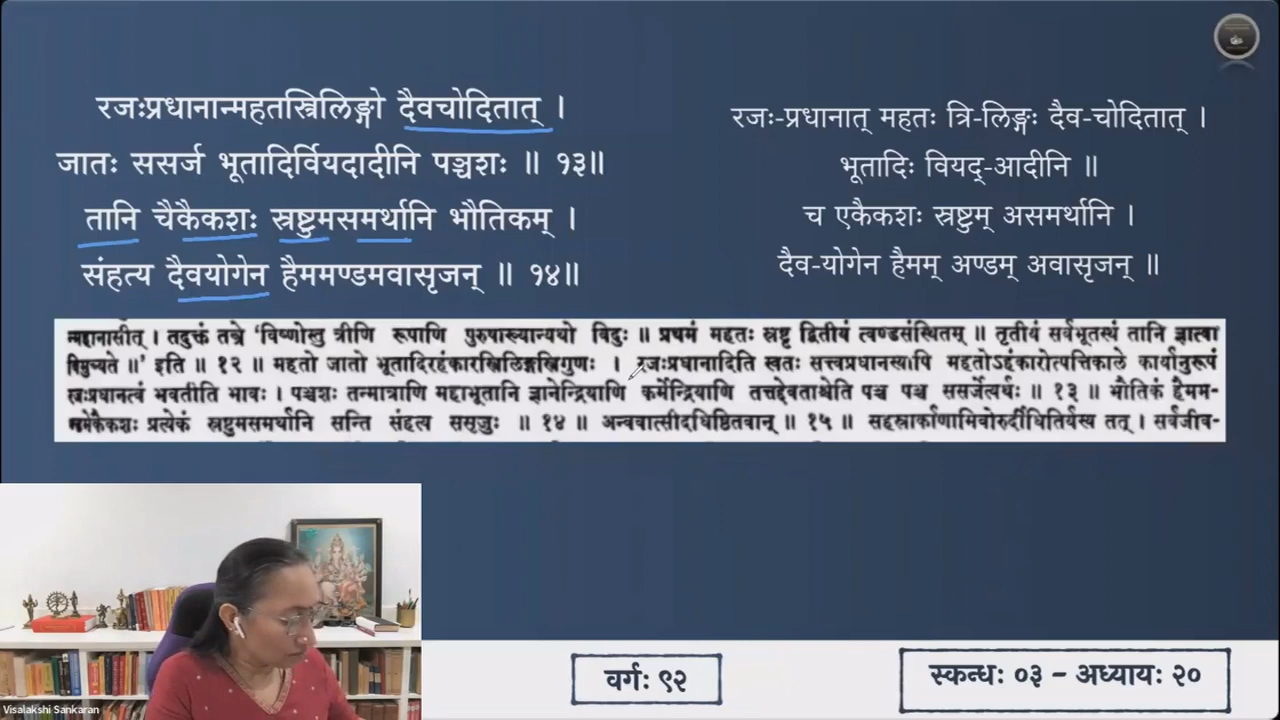 रजःप्रधानान्महतस्त्रिलिङ्गो दैवचोदितात् ।
जातः ससर्ज भूतादिर्वियदादीनि पञ्चशः ॥ १३॥
तानि चैकैकशः स्रष्टुमसमर्थानि भौतिकम् ।
संहत्य दैवयोगेन हैममण्डमवासृजन् ॥ १४॥
रजः-प्रधानात् महतः त्रि-लिङ्गः दैव-चोदितात् ।
भूतादिः वियद्-आदीनि ॥
च एकैकशः स्रष्टुम् असमर्थानि ।
दैव-योगेन हैमम् अण्डम् अवासृजन् ॥
न्महानासीत् । तदुक्तं तन्त्रे ‘विष्णोस्तु त्रीणि रूपाणि पुरुषाख्यान्यथो विदुः ॥ प्रथमं महतः स्रष्टृ द्वितीयं त्वण्डसंस्थितम् ॥ तृतीयं सर्वभूतस्थं तानि ज्ञात्वा
विमुच्यते ॥’ इति ॥ १२ ॥ महतो जातो भूतादिरहंकारस्त्रिलिङ्गस्त्रिगुणः । रजःप्रधानादिति स्वतः सत्त्वप्रधानस्यापि महतोऽहंकारोत्पत्तिकाले कार्यानुरूपं
रजःप्रधानत्वं भवतीति भावः । पञ्चशः तन्मात्राणि महाभूतानि ज्ञानेन्द्रियाणि कर्मेन्द्रियाणि तत्तद्देवताश्चेति पञ्च पञ्च ससर्जेत्यर्थः ॥ १३ ॥ भौतिकं हैमम-
ण्डमेकैकशः प्रत्येकं स्रष्टुमसमर्थानि सन्ति संहत्य ससृजुः ॥ १४ ॥ अन्ववात्सीदधिष्ठितवान् ॥ १५ ॥ सहस्रार्काणामिवोरुर्दीधितिर्यस्य तत् । सर्वजीव-
Visalakshi Sankaran
वर्गः ९२
स्कन्धः ०३ – अध्यायः २०